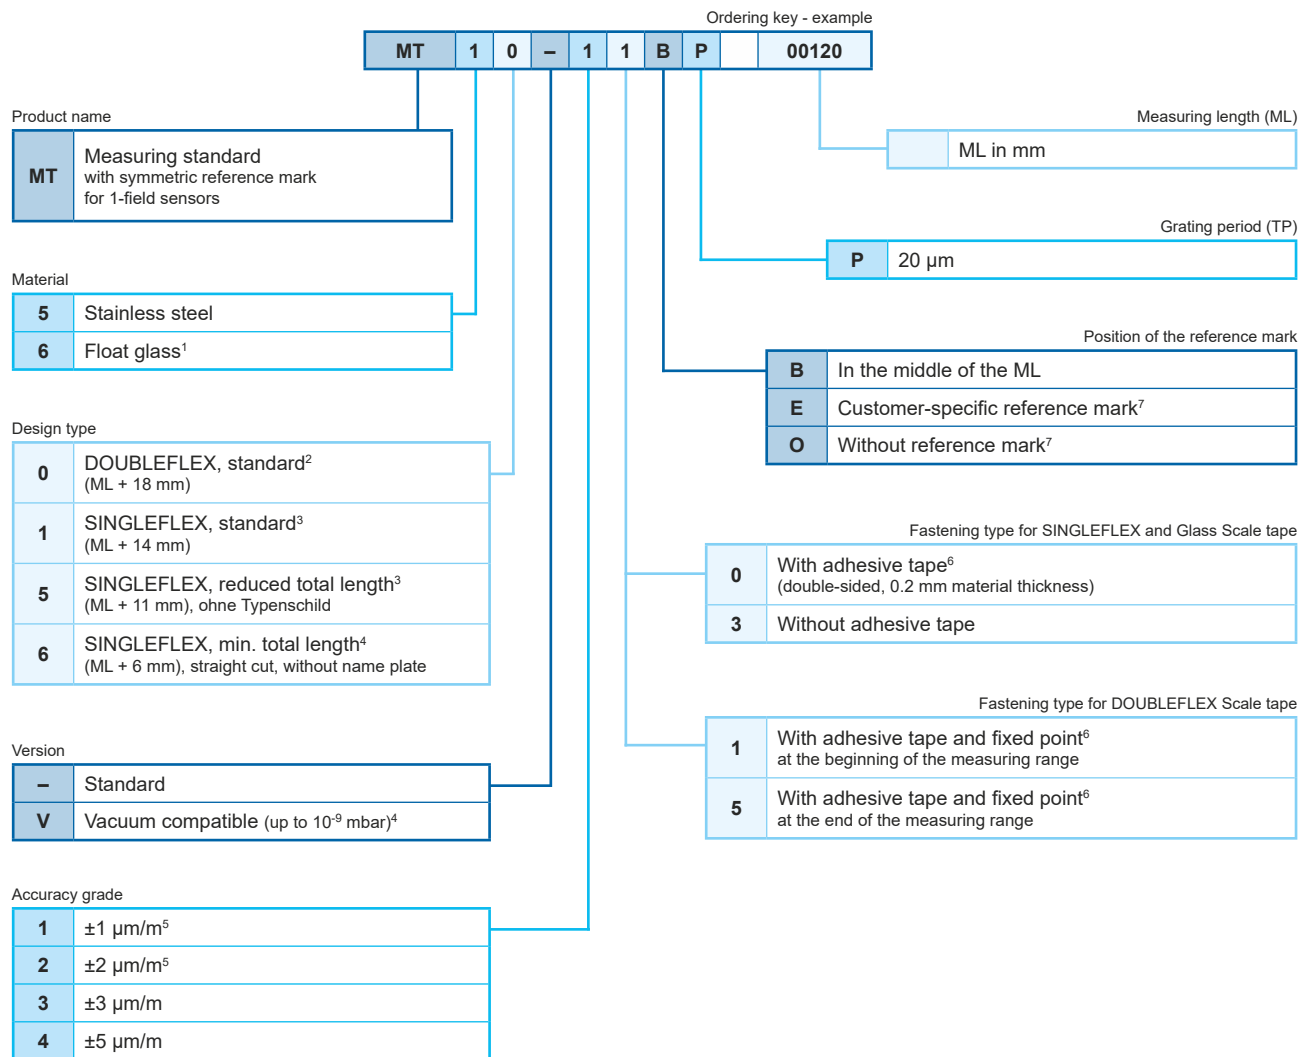 Ordering key - example
MT 1 0 – 1 1 B P 00120
Product name
MT
Measuring standard
with symmetric reference mark
for 1-field sensors
Measuring length (ML)
ML in mm
Grating period (TP)
P 20 µm
Material
5 Stainless steel
6 Float glass¹
Position of the reference mark
B In the middle of the ML
E Customer-specific reference mark⁷
O Without reference mark⁷
Design type
0 DOUBLEFLEX, standard²
(ML + 18 mm)
1 SINGLEFLEX, standard³
(ML + 14 mm)
5 SINGLEFLEX, reduced total length³
(ML + 11 mm), ohne Typenschild
6 SINGLEFLEX, min. total length⁴
(ML + 6 mm), straight cut, without name plate
Fastening type for SINGLEFLEX and Glass Scale tape
0 With adhesive tape⁶
(double-sided, 0.2 mm material thickness)
3 Without adhesive tape
Fastening type for DOUBLEFLEX Scale tape
1 With adhesive tape and fixed point⁶
at the beginning of the measuring range
5 With adhesive tape and fixed point⁶
at the end of the measuring range
Version
– Standard
V Vacuum compatible (up to 10⁻⁹ mbar)⁴
Accuracy grade
1 ±1 µm/m⁵
2 ±2 µm/m⁵
3 ±3 µm/m
4 ±5 µm/m